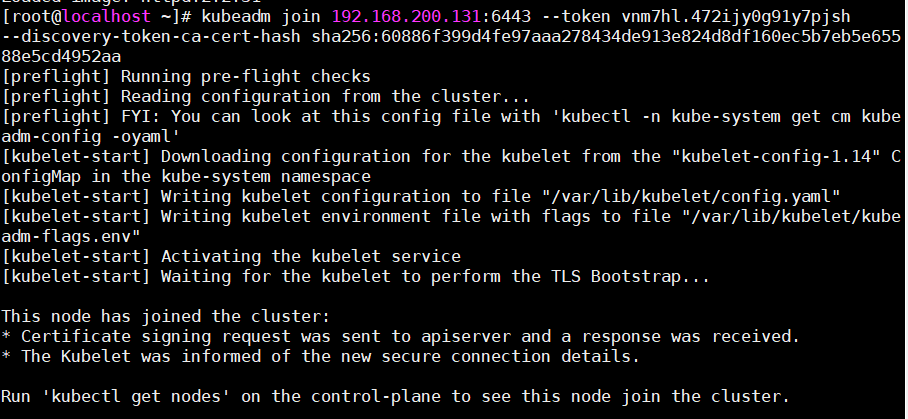 [root@localhost ~]# kubeadm join 192.168.200.131:6443 --token vnm7hl.472ijy0g91y7pjsh
--discovery-token-ca-cert-hash sha256:60886f399d4fe97aaa278434de913e824d8df160ec5b7eb5e655
88e5cd4952aa
[preflight] Running pre-flight checks
[preflight] Reading configuration from the cluster...
[preflight] FYI: You can look at this config file with 'kubectl -n kube-system get cm kube
adm-config -oyaml'
[kubelet-start] Downloading configuration for the kubelet from the "kubelet-config-1.14" C
onfigMap in the kube-system namespace
[kubelet-start] Writing kubelet configuration to file "/var/lib/kubelet/config.yaml"
[kubelet-start] Writing kubelet environment file with flags to file "/var/lib/kubelet/kube
adm-flags.env"
[kubelet-start] Activating the kubelet service
[kubelet-start] Waiting for the kubelet to perform the TLS Bootstrap...
This node has joined the cluster:
* Certificate signing request was sent to apiserver and a response was received.
* The Kubelet was informed of the new secure connection details.
Run 'kubectl get nodes' on the control-plane to see this node join the cluster.